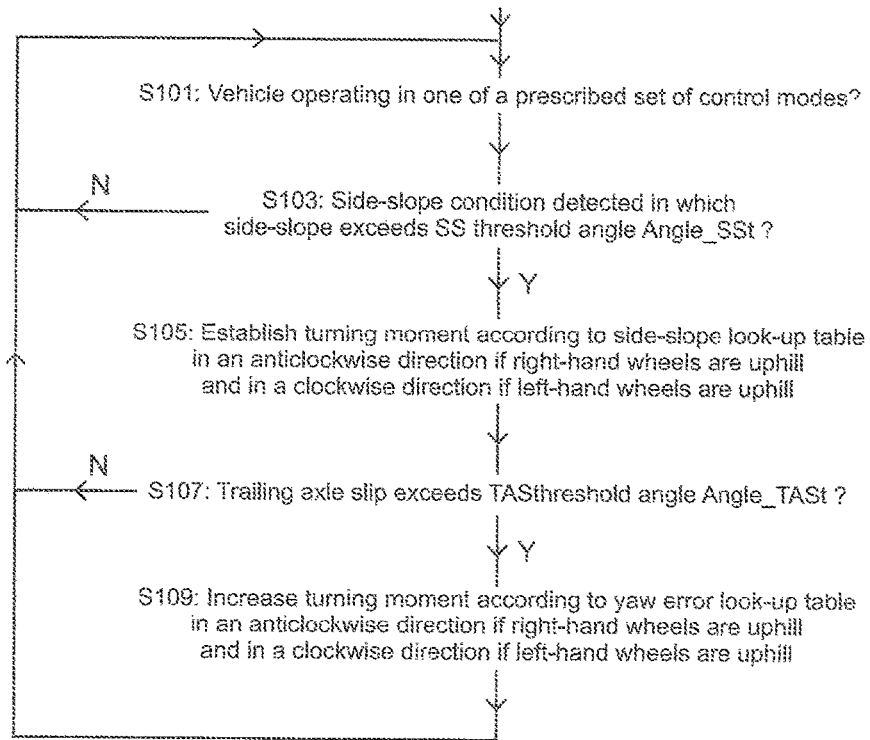 S101: Vehicle operating in one of a prescribed set of control modes?
N
S103: Side-slope condition detected in which
side-slope exceeds SS threshold angle Angle_SSt ?
Y
S105: Establish turning moment according to side-slope look-up table
in an anticlockwise direction if right-hand wheels are uphill
and in a clockwise direction if left-hand wheels are uphill
N
S107: Trailing axle slip exceeds TASthreshold angle Angle_TASt ?
Y
S109: Increase turning moment according to yaw error look-up table
in an anticlockwise direction if right-hand wheels are uphill
and in a clockwise direction if left-hand wheels are uphill